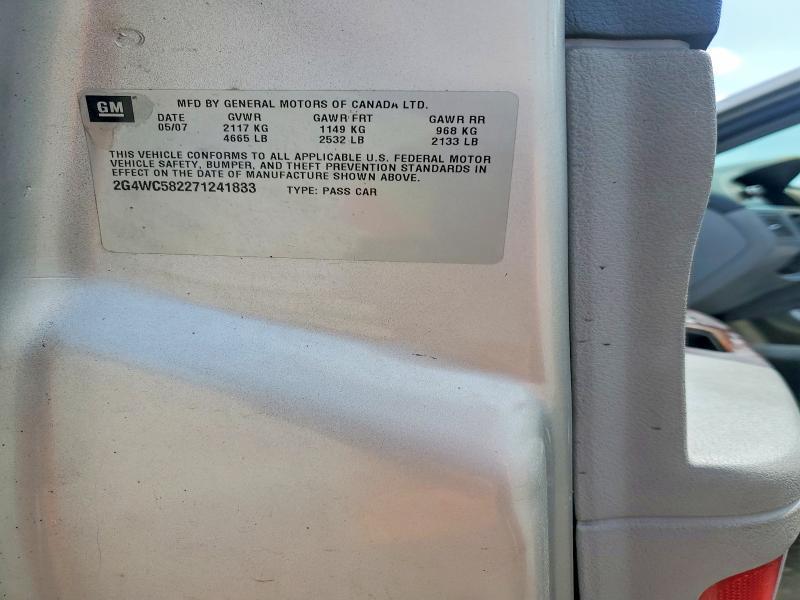 GM
MFD BY GENERAL MOTORS OF CANADA LTD.
DATE GVWR GAWR FRT GAWR RR
05/07 2117 KG 1149 KG 968 KG
4665 LB 2532 LB 2133 LB
THIS VEHICLE CONFORMS TO ALL APPLICABLE U.S. FEDERAL MOTOR
VEHICLE SAFETY, BUMPER, AND THEFT PREVENTION STANDARDS IN
EFFECT ON THE DATE OF MANUFACTURE SHOWN ABOVE.
2G4WC582271241833 TYPE: PASS CAR